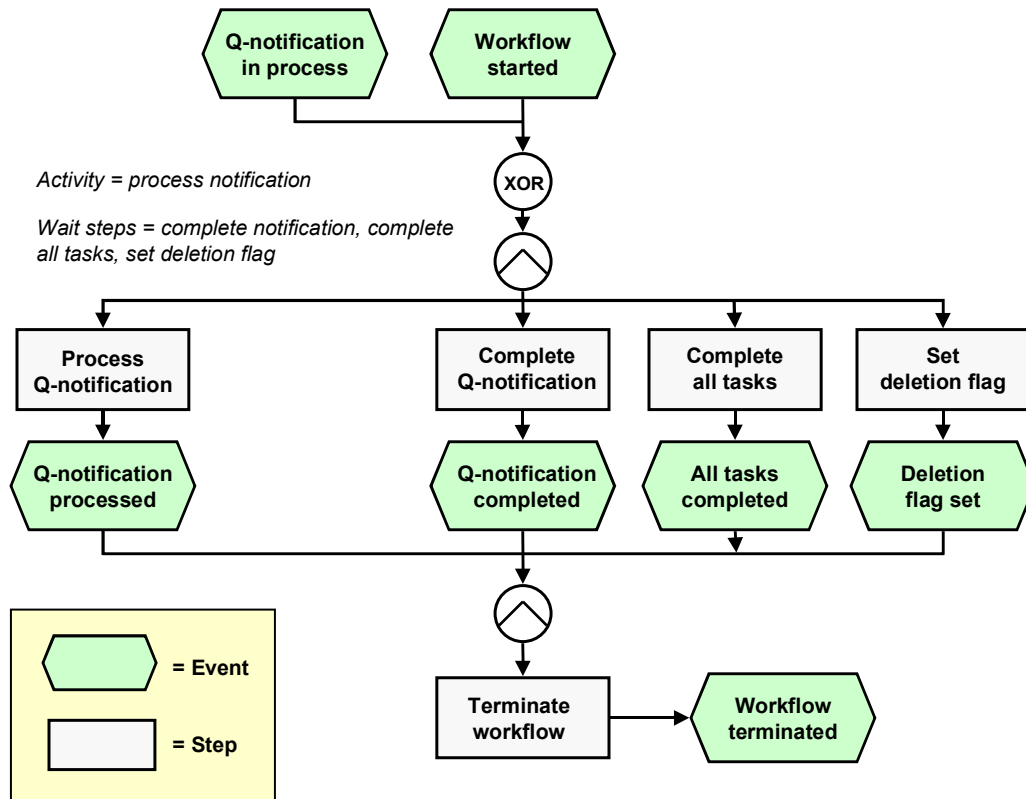 Q-notification
in process
Workflow
started
Activity = process notification
XOR
Wait steps = complete notification, complete
all tasks, set deletion flag
Process
Q-notification
Complete
Q-notification
Complete
all tasks
Set
deletion flag
Q-notification
processed
Q-notification
completed
All tasks
completed
Deletion
flag set
= Event
= Step
Terminate
workflow
Workflow
terminated